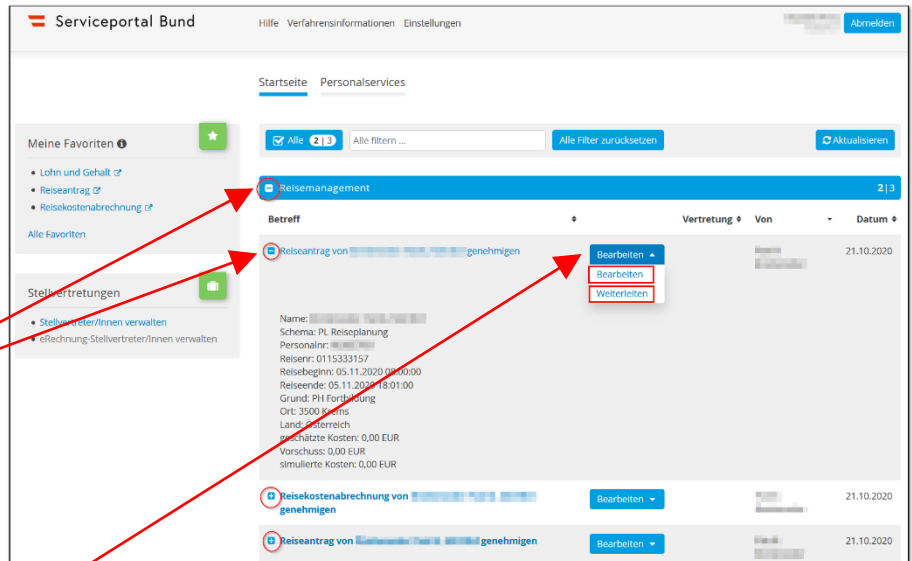 Serviceportal Bund
Hilfe Verfahrensinformationen Einstellungen
Abmelden
Startseite Personalservices
Meine Favoriten
• Lohn und Gehalt
• Reiseantrag
• Reisekostenabrechnung
Alle Favoriten
Stellvertretungen
• Stellvertreter/Innen verwalten
• eRechnung-Stellvertreter/Innen verwalten
Alle 2|3 Alle filtern ... Alle Filter zurücksetzen Aktualisieren
Reisemanagement 2|3
Betreff Vertretung Von Datum
Reiseantrag von genehmigen Bearbeiten 21.10.2020
Bearbeiten
Weiterleiten
Name:
Schema: PL Reiseplanung
Personalnr:
Reisenr: 0115333157
Reisebeginn: 05.11.2020 08:00:00
Reiseende: 05.11.2020 18:01:00
Grund: PH Fortbildung
Ort: 3500 Krems
Land: Österreich
geschätzte Kosten: 0,00 EUR
Vorschuss: 0,00 EUR
simulierte Kosten: 0,00 EUR
Reisekostenabrechnung von
genehmigen Bearbeiten 21.10.2020
Reiseantrag von genehmigen Bearbeiten 21.10.2020